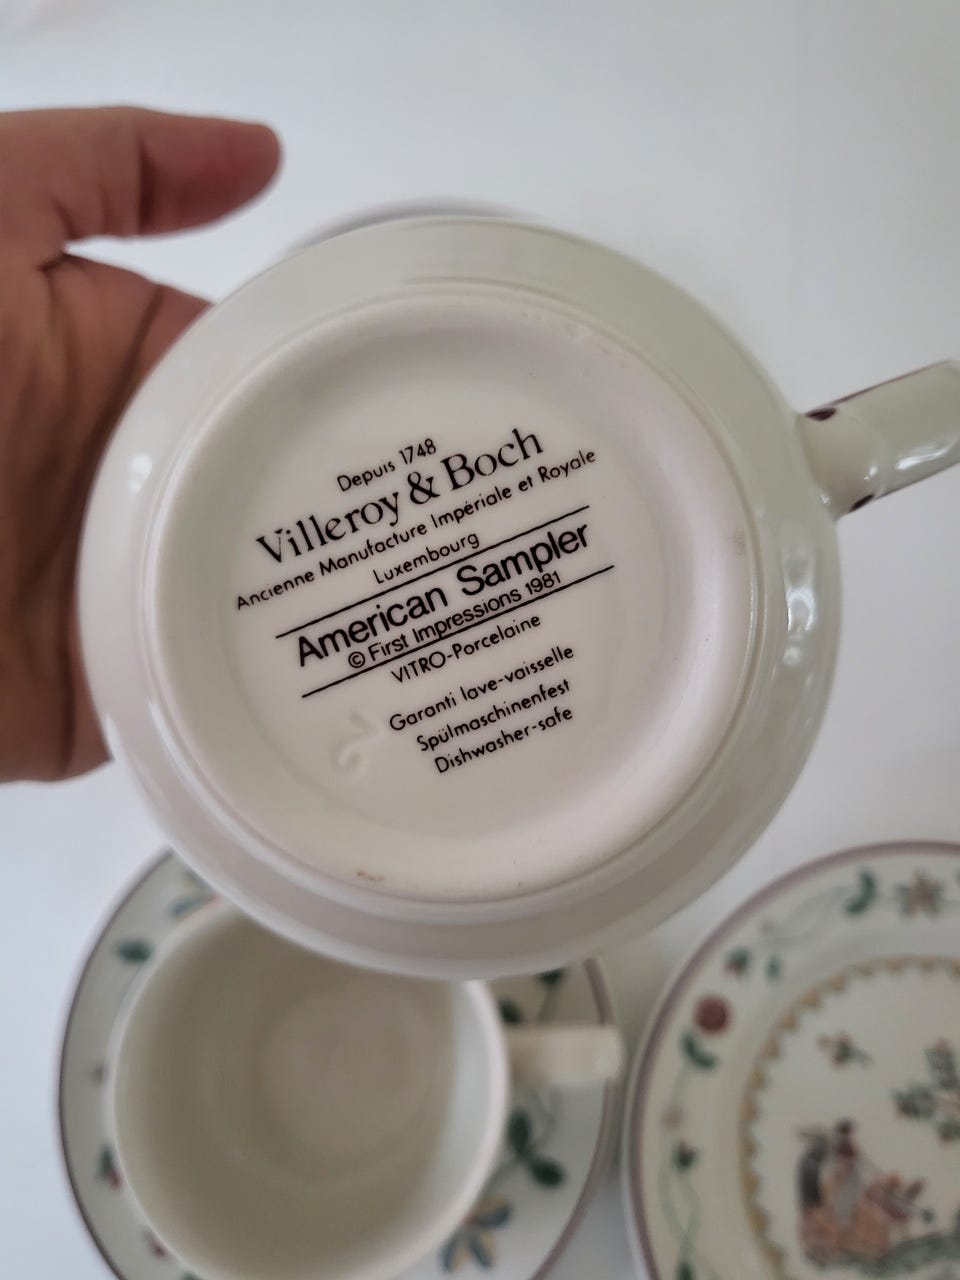 Depuis 1748
Villeroy & Boch
Ancienne Manufacture Impériale et Royale
Luxembourg
American Sampler
© First Impressions 1981
VITRO-Porcelaine
Garanti lave-vaisselle
Spülmaschinenfest
Dishwasher-safe